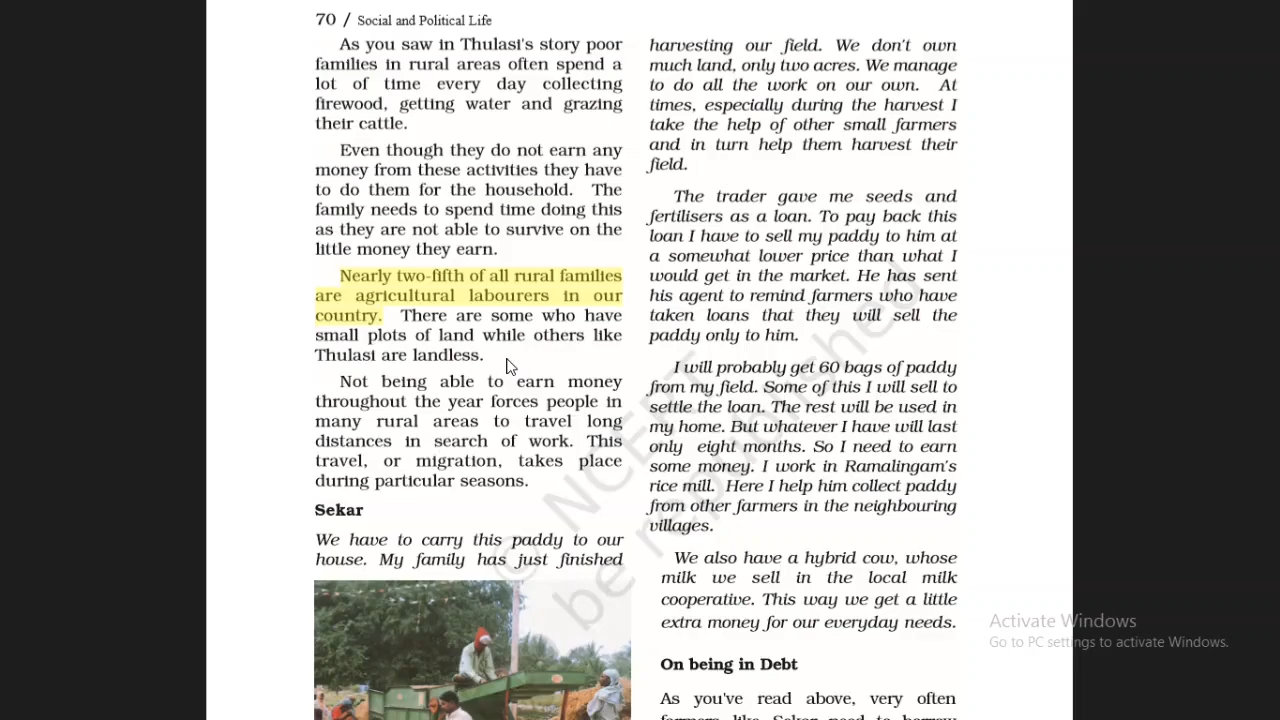 70 / Social and Political Life
As you saw in Thulasi's story poor
families in rural areas often spend a
lot of time every day collecting
firewood, getting water and grazing
their cattle.
Even though they do not earn any
money from these activities they have
to do them for the household. The
family needs to spend time doing this
as they are not able to survive on the
little money they earn.
Nearly two-fifth of all rural families
are agricultural labourers in our
country. There are some who have
small plots of land while others like
Thulasi are landless.
Not being able to earn money
throughout the year forces people in
many rural areas to travel long
distances in search of work. This
travel, or migration, takes place
during particular seasons.
Sekar
We have to carry this paddy to our
house. My family has just finished
harvesting our field. We don't own
much land, only two acres. We manage
to do all the work on our own. At
times, especially during the harvest I
take the help of other small farmers
and in turn help them harvest their
field.
The trader gave me seeds and
fertilisers as a loan. To pay back this
loan I have to sell my paddy to him at
a somewhat lower price than what I
would get in the market. He has sent
his agent to remind farmers who have
taken loans that they will sell the
paddy only to him.
I will probably get 60 bags of paddy
from my field. Some of this I will sell to
settle the loan. The rest will be used in
my home. But whatever I have will last
only eight months. So I need to earn
some money. I work in Ramalingam's
rice mill. Here I help him collect paddy
from other farmers in the neighbouring
villages.
We also have a hybrid cow, whose
milk we sell in the local milk
cooperative. This way we get a little
extra money for our everyday needs.
On being in Debt
As you've read above, very often
farmers like Sekar need to borrow
© NCERT
be republished
Activate Windows
Go to PC settings to activate Windows.